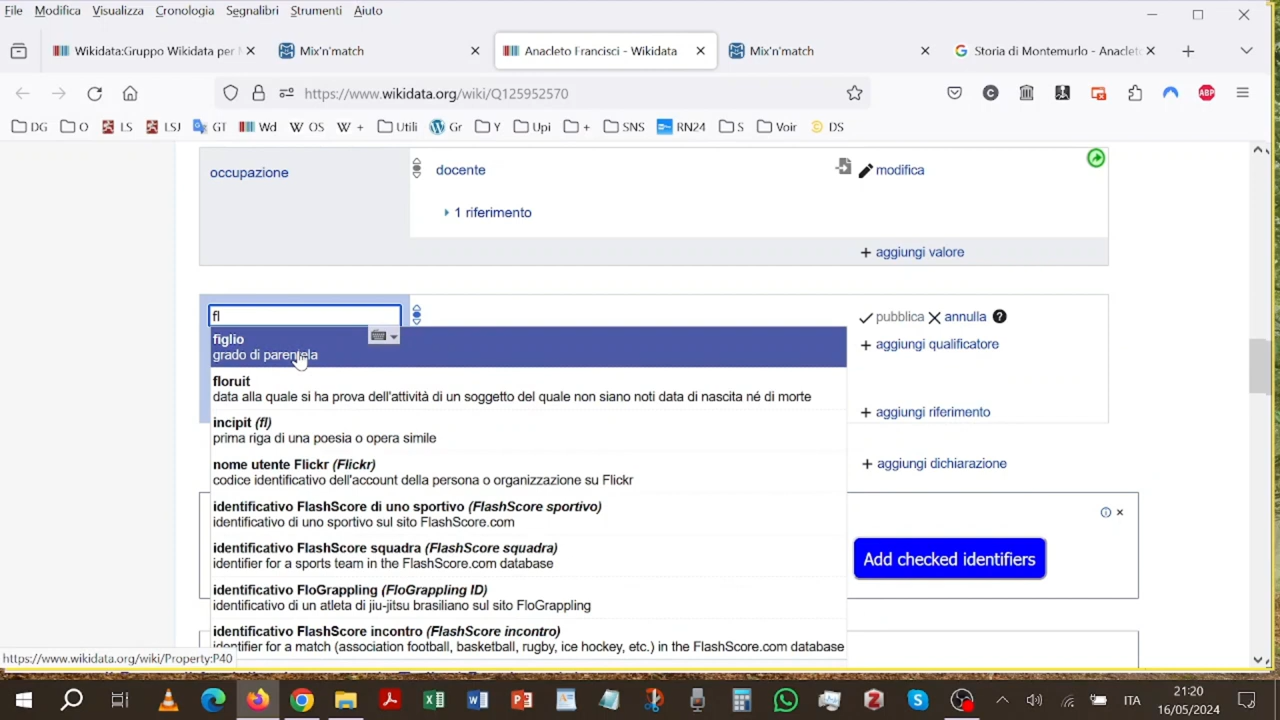 File Modifica Visualizza Cronologia Segnalibri Strumenti Aiuto
Wikidata:Gruppo Wikidata per
Mix'n'match
Anacleto Francisci - Wikidata
Mix'n'match
Storia di Montemurlo - Anacleto
https://www.wikidata.org/wiki/Q125952570
DG O LS LSJ GT Wd OS + Utili Gr Y Upi + SNS RN24 S Voir DS
occupazione
docente
modifica
1 riferimento
+ aggiungi valore
fl
pubblica annulla
figlio
grado di parentela
+ aggiungi qualificatore
floruit
data alla quale si ha prova dell'attività di un soggetto del quale non siano noti data di nascita né di morte
+ aggiungi riferimento
incipit (fl)
prima riga di una poesia o opera simile
nome utente Flickr (Flickr)
codice identificativo dell'account della persona o organizzazione su Flickr
+ aggiungi dichiarazione
identificativo FlashScore di uno sportivo (FlashScore sportivo)
identificativo di uno sportivo sul sito FlashScore.com
identificativo FlashScore squadra (FlashScore squadra)
identifier for a sports team in the FlashScore.com database
Add checked identifiers
identificativo FloGrappling (FloGrappling ID)
identificativo di un atleta di jiu-jitsu brasiliano sul sito FloGrappling
identificativo FlashScore incontro (FlashScore incontro)
identifier for a match (association football, basketball, rugby, ice hockey, etc.) in the FlashScore.com database
https://www.wikidata.org/wiki/Property:P40
ITA
21:20
16/05/2024